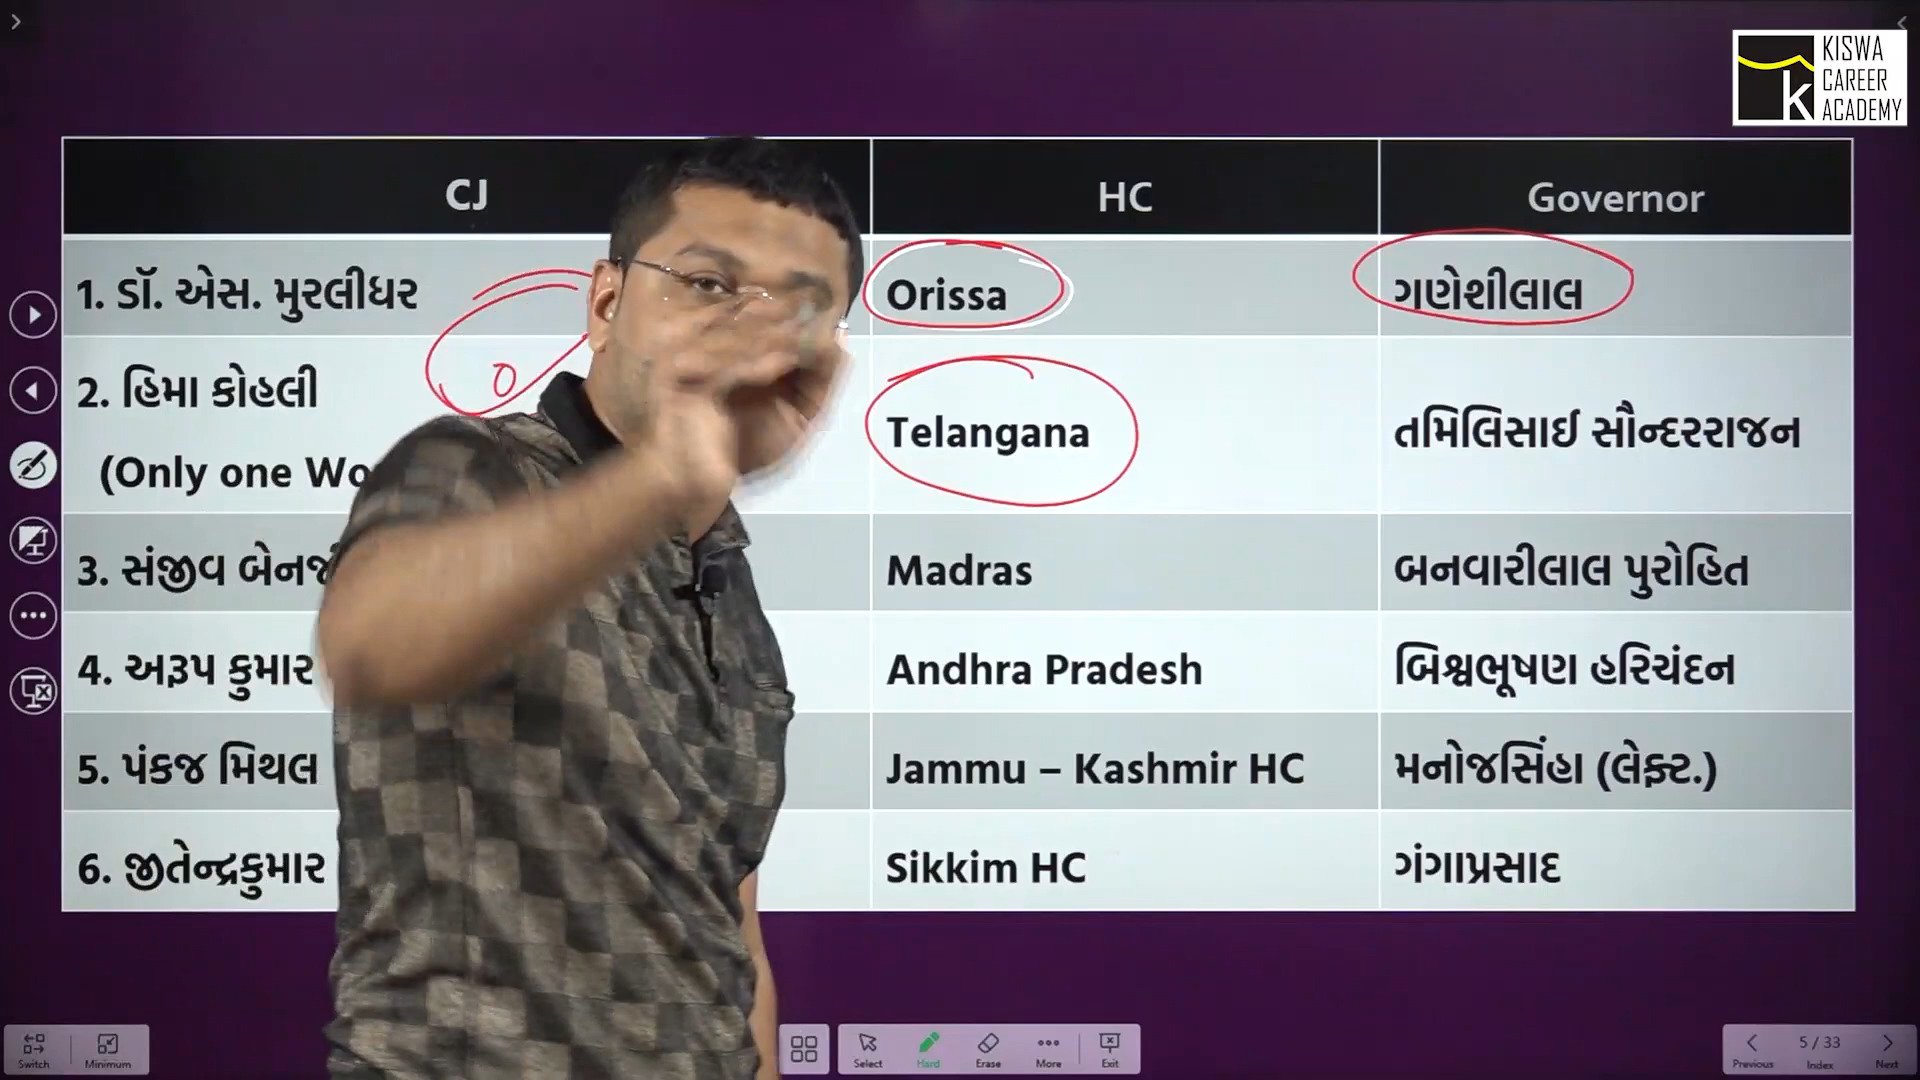 KISWA
CAREER
ACADEMY
CJ HC Governor
1. ડૉ. એસ. મુરલીધર Orissa ગણેશીલાલ
2. હિમા કોહલી
(Only one Telangana તમિલિસાઈ સૌન્દરરાજન
3. સંજીવ Madras બનવારીલાલ પુરોહિત
4. અરૂપ કુમાર Andhra Pradesh બિશ્વભૂષણ હરિચંદન
5. પંકજ મિથલ Jammu – Kashmir HC મનોજસિંહા (લેફ્ટ.)
6. જીતેન્દ્રકુમાર Sikkim HC ગંગાપ્રસાદ
Switch Minimum Select Hard Erase More Exit Previous 5 / 33 Index Next